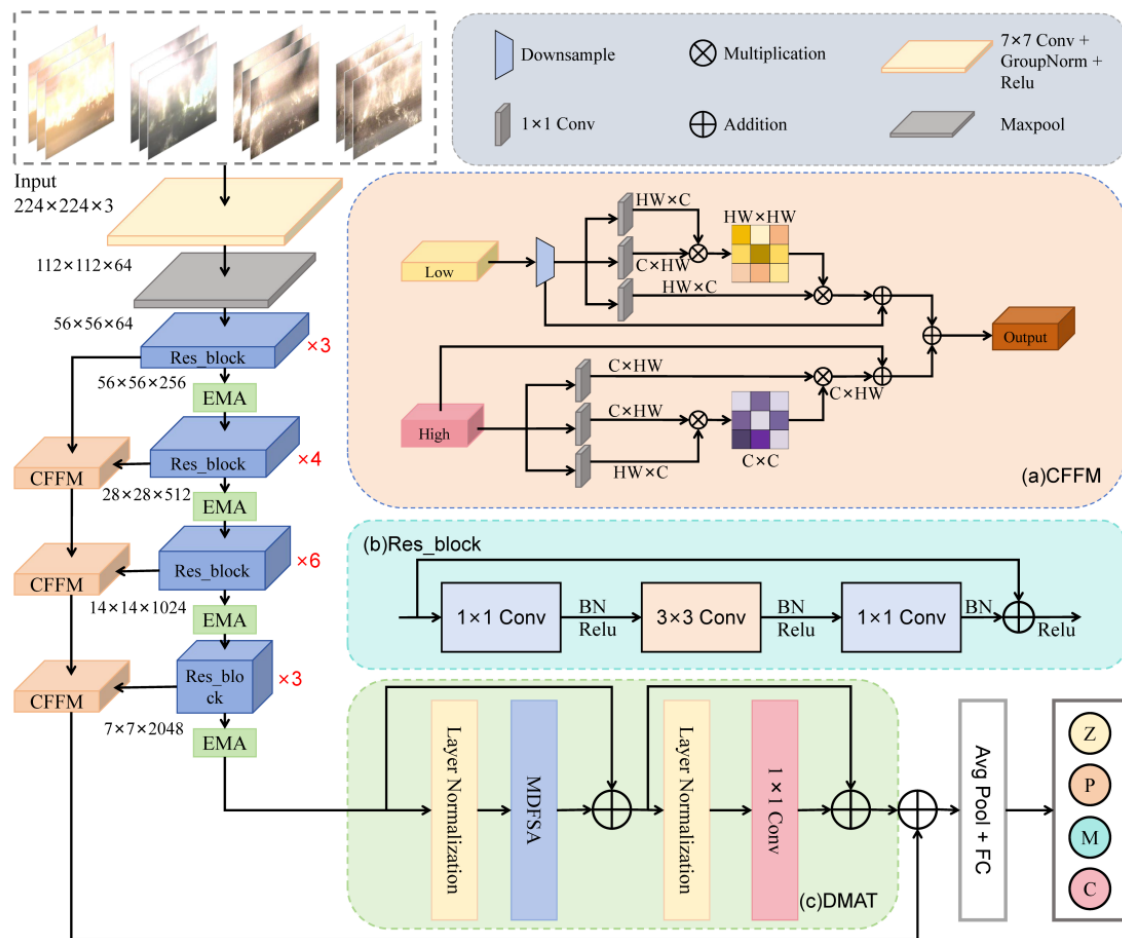 Downsample
Multiplication
7×7 Conv +
GroupNorm +
Relu
1×1 Conv
Addition
Maxpool
Input
224×224×3
112×112×64
56×56×64
Res_block
×3
56×56×256
EMA
Res_block
×4
CFFM
28×28×512
EMA
Res_block
×6
CFFM
14×14×1024
EMA
Res_blo
ck
×3
CFFM
7×7×2048
EMA
Low
HW×C
C×HW
HW×C
HW×HW
Output
High
C×HW
C×HW
HW×C
C×HW
C×C
(a)CFFM
(b)Res_block
1×1 Conv
BN
Relu
3×3 Conv
BN
Relu
1×1 Conv
BN
Relu
Layer Normalization
MDFSA
Layer Normalization
1×1 Conv
(c)DMAT
Avg Pool + FC
Z
P
M
C